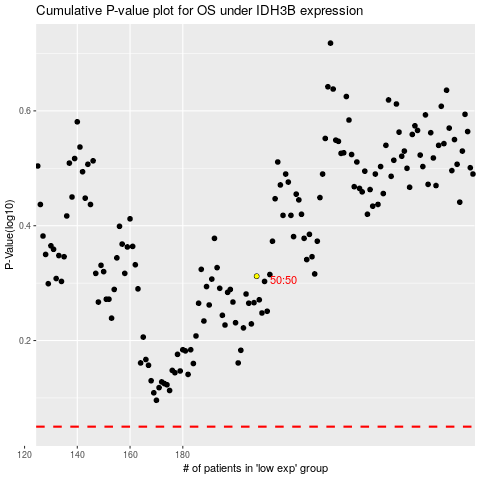 Cumulative P-value plot for OS under IDH3B expression
P-Value(log10)
0.6
0.4
0.2
50:50
120 140 160 180
# of patients in 'low exp' group